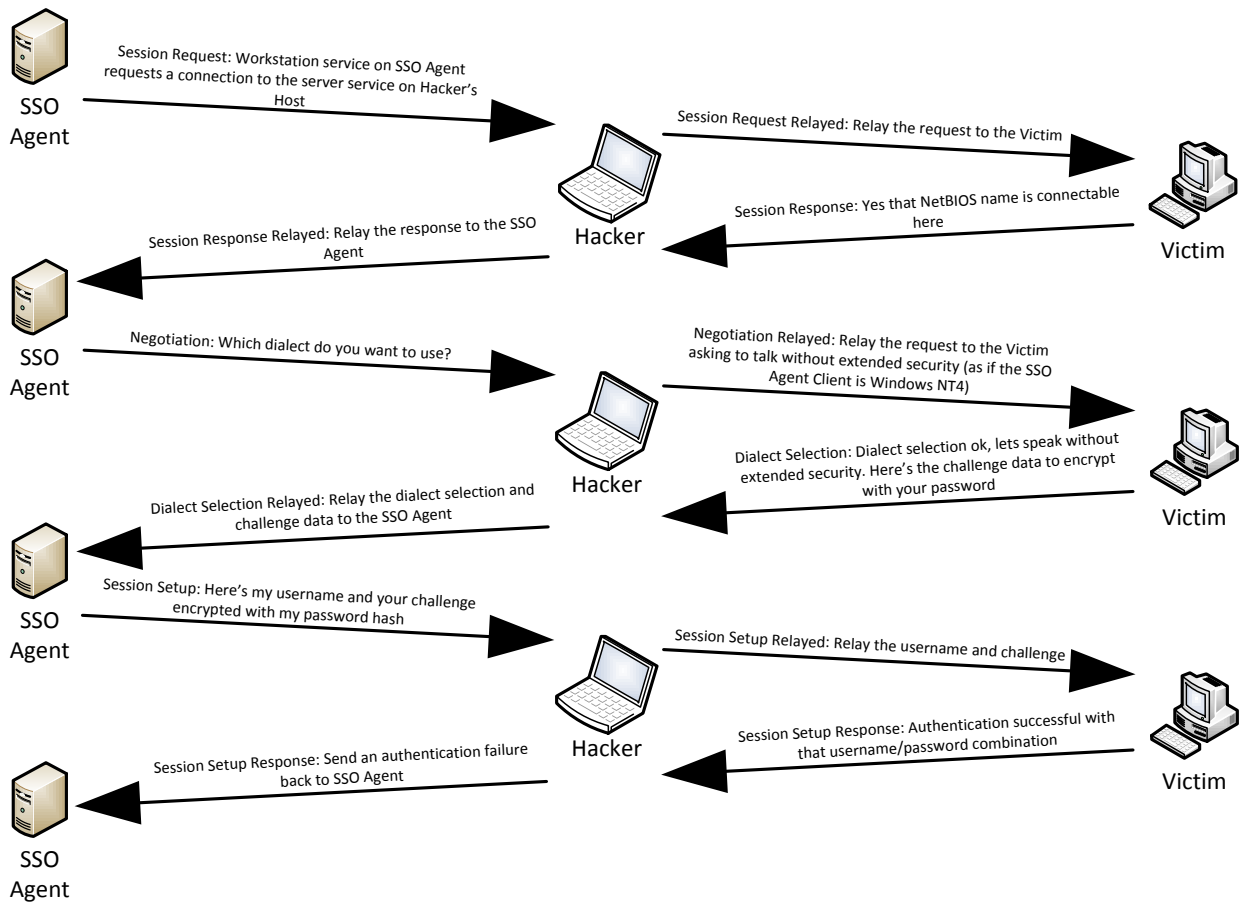 Session Request: Workstation service on SSO Agent
requests a connection to the server service on Hacker's
Host
SSO
Agent
Session Request Relayed: Relay the request to the Victim
Hacker
Session Response: Yes that NetBIOS name is connectable
here
Victim
Session Response Relayed: Relay the response to the SSO
Agent
SSO
Agent
Negotiation: Which dialect do you want to use?
Negotiation Relayed: Relay the request to the Victim
asking to talk without extended security (as if the SSO
Agent Client is Windows NT4)
Hacker
Dialect Selection: Dialect selection ok, lets speak without
extended security. Here's the challenge data to encrypt
with your password
Victim
Dialect Selection Relayed: Relay the dialect selection and
challenge data to the SSO Agent
SSO
Agent
Session Setup: Here's my username and your challenge
encrypted with my password hash
Session Setup Relayed: Relay the username and challenge
Hacker
Session Setup Response: Authentication successful with
that username/password combination
Victim
Session Setup Response: Send an authentication failure
back to SSO Agent
SSO
Agent